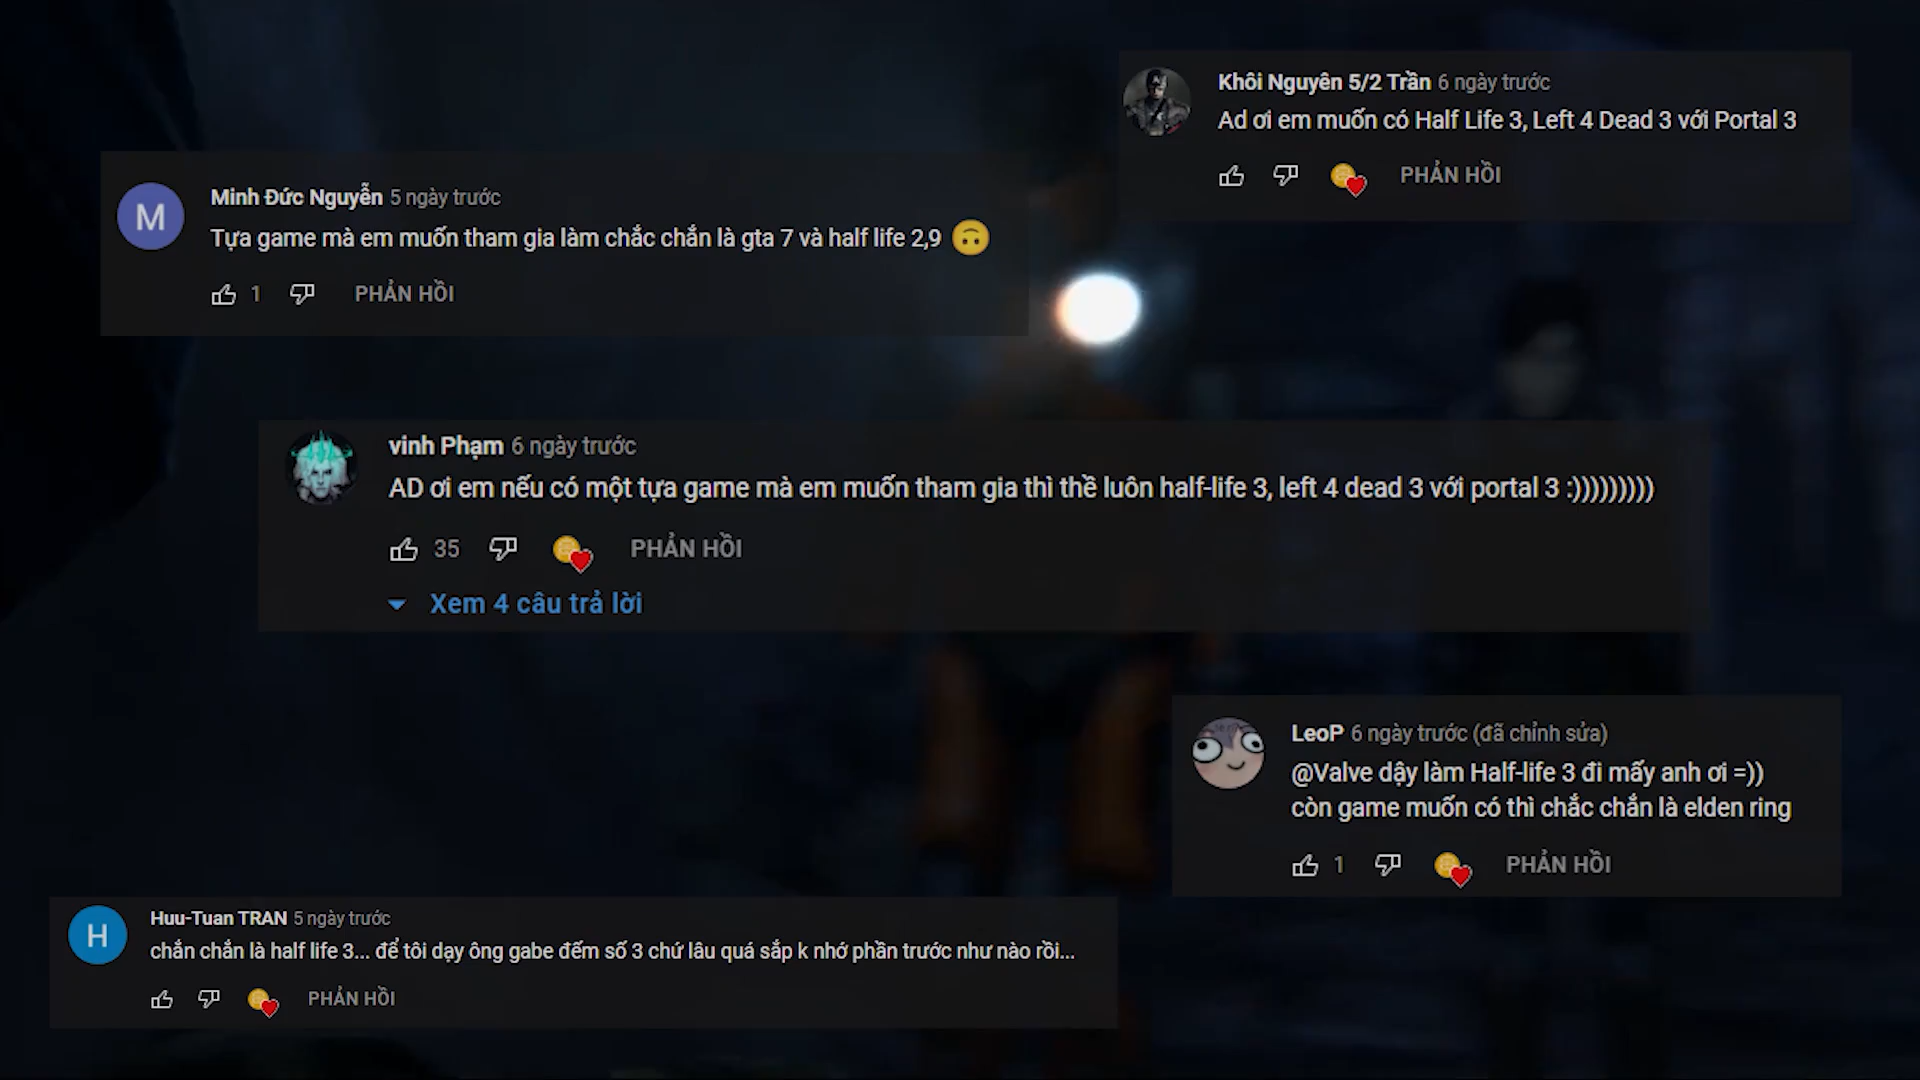 Khôi Nguyên 5/2 Trần 6 ngày trước
Ad ơi em muốn có Half Life 3, Left 4 Dead 3 với Portal 3
PHẢN HỒI
M
Minh Đức Nguyễn 5 ngày trước
Tựa game mà em muốn tham gia làm chắc chắn là gta 7 và half life 2,9 🙃
1 PHẢN HỒI
vinh Phạm 6 ngày trước
AD ơi em nếu có một tựa game mà em muốn tham gia thì thề luôn half-life 3, left 4 dead 3 với portal 3 :)))))))))
35 PHẢN HỒI
Xem 4 câu trả lời
LeoP 6 ngày trước (đã chỉnh sửa)
@Valve dậy làm Half-life 3 đi mấy anh ơi =))
còn game muốn có thì chắc chắn là elden ring
1 PHẢN HỒI
H
Huu-Tuan TRAN 5 ngày trước
chắn chắn là half life 3... để tôi dạy ông gabe đếm số 3 chứ lâu quá sắp k nhớ phần trước như nào rồi...
PHẢN HỒI